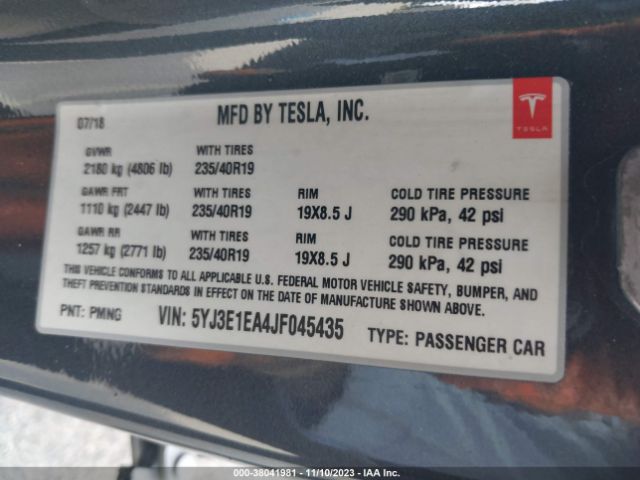 07/18
MFD BY TESLA, INC.
TESLA
GVWR WITH TIRES
2180 kg (4806 lb) 235/40R19
GAWR FRT WITH TIRES RIM COLD TIRE PRESSURE
1110 kg (2447 lb) 235/40R19 19X8.5 J 290 kPa, 42 psi
GAWR RR WITH TIRES RIM COLD TIRE PRESSURE
1257 kg (2771 lb) 235/40R19 19X8.5 J 290 kPa, 42 psi
THIS VEHICLE CONFORMS TO ALL APPLICABLE U.S. FEDERAL MOTOR VEHICLE SAFETY, BUMPER, AND
THEFT PREVENTION STANDARDS IN EFFECT ON THE DATE OF MANUFACTURE SHOWN ABOVE.
PNT: PMNG VIN: 5YJ3E1EA4JF045435 TYPE: PASSENGER CAR
000-38041981 - 11/10/2023 - IAA Inc.